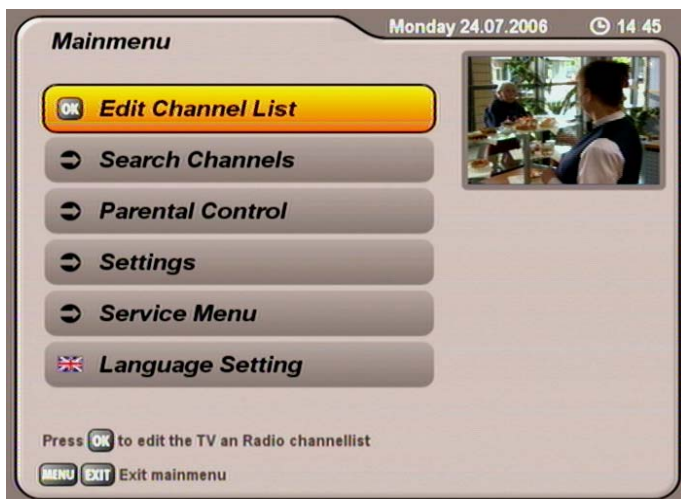 Mainmenu
Monday 24.07.2006 14 45
OK Edit Channel List
Search Channels
Parental Control
Settings
Service Menu
Language Setting
Press OK to edit the TV an Radio channellist
MENU EXIT Exit mainmenu